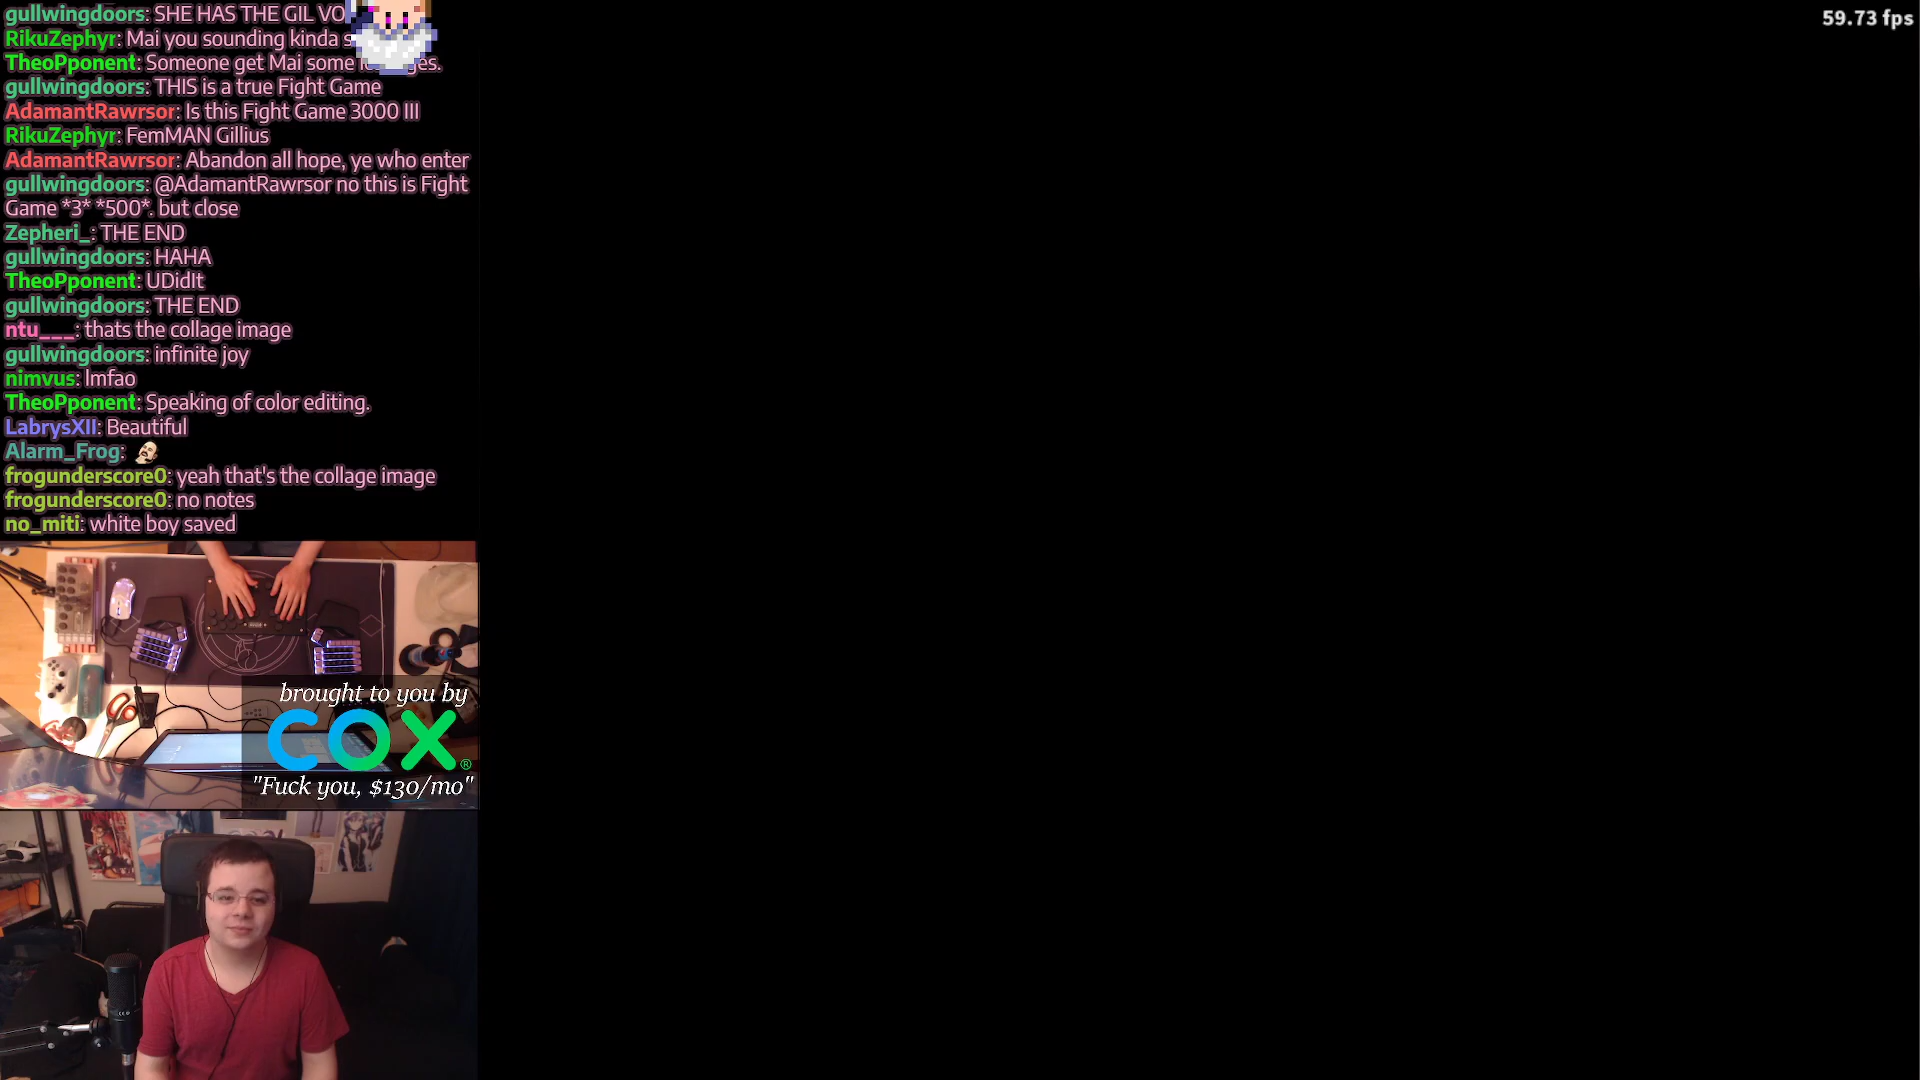 59.73 fps
gullwingdoors: SHE HAS THE GIL VO
RikuZephyr: Mai you sounding kinda
TheoPponent: Someone get Mai some
gullwingdoors: THIS is a true Fight Game
AdamantRawrsor: Is this Fight Game 3000 III
RikuZephyr: FemMAN Gillius
AdamantRawrsor: Abandon all hope, ye who enter
gullwingdoors: @AdamantRawrsor no this is Fight
Game *3* *500*. but close
Zepheri_: THE END
gullwingdoors: HAHA
TheoPponent: UDidIt
gullwingdoors: THE END
ntu___: thats the collage image
gullwingdoors: infinite joy
nimvus: lmfao
TheoPponent: Speaking of color editing.
LabrysXII: Beautiful
Alarm_Frog:
frogunderscore0: yeah that's the collage image
frogunderscore0: no notes
no_miti: white boy saved
brought to you by
COX®
"Fuck you, $130/mo"